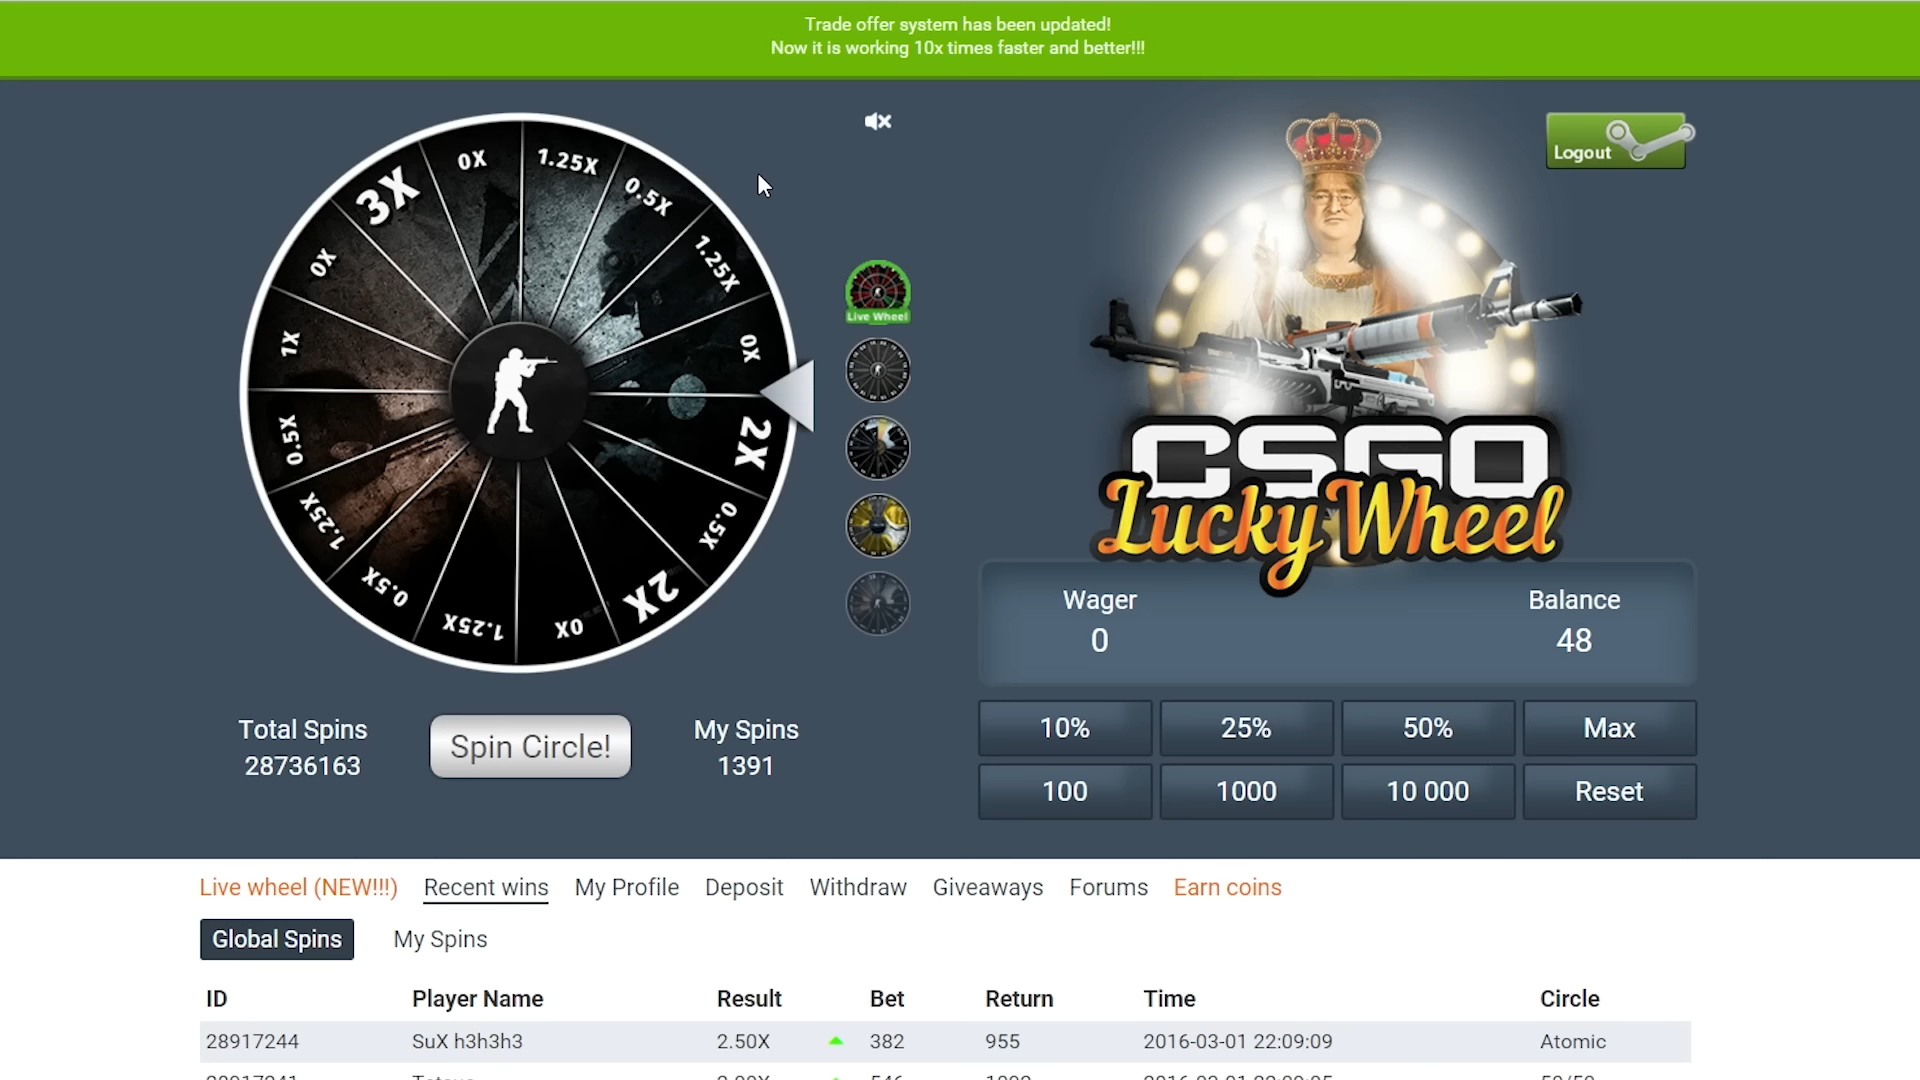 Trade offer system has been updated!
Now it is working 10x times faster and better!!!
0X
1.25X
0.5X
1.25X
0X
2X
0.5X
2X
0X
1.25X
0.5X
1.25X
0.5X
1X
0X
3X
Live Wheel
Logout
CSGO
Lucky Wheel
Wager
0
Balance
48
10% 25% 50% Max
100 1000 10 000 Reset
Total Spins
28736163
Spin Circle!
My Spins
1391
Live wheel (NEW!!!) Recent wins My Profile Deposit Withdraw Giveaways Forums Earn coins
Global Spins My Spins
ID Player Name Result Bet Return Time Circle
28917244 SuX h3h3h3 2.50X 382 955 2016-03-01 22:09:09 Atomic